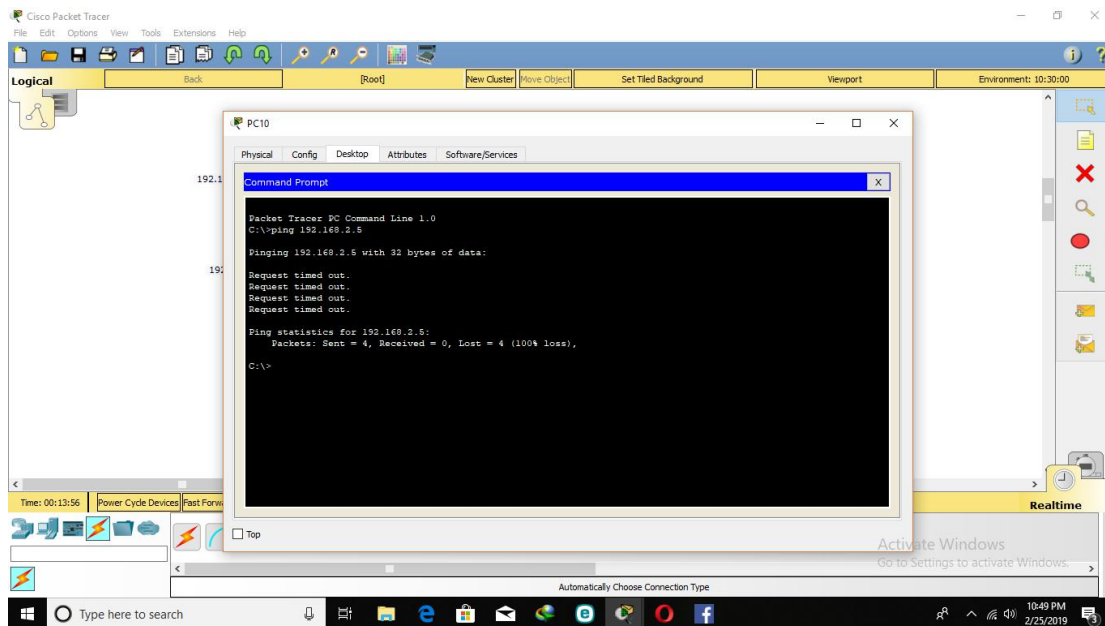 Cisco Packet Tracer
File Edit Options View Tools Extensions Help
Logical Back [Root] New Cluster Move Object Set Tiled Background Viewport Environment: 10:30:00
PC10
Physical Config Desktop Attributes Software/Services
192.1
Command Prompt X
Packet Tracer PC Command Line 1.0
C:\>ping 192.168.2.5
Pinging 192.168.2.5 with 32 bytes of data:
192
Request timed out.
Request timed out.
Request timed out.
Request timed out.
Ping statistics for 192.168.2.5:
Packets: Sent = 4, Received = 0, Lost = 4 (100% loss),
C:\>
Time: 00:13:56 Power Cycle Devices Fast Forw
Realtime
Top
Activate Windows
Go to Settings to activate Windows.
Automatically Choose Connection Type
Type here to search
10:49 PM
2/25/2019
3